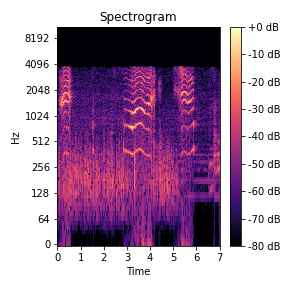 Spectrogram
+0 dB
8192
-10 dB
4096
-20 dB
2048
-30 dB
1024
-40 dB
Hz
512
-50 dB
256
128
-60 dB
64
-70 dB
0
-80 dB
0 1 2 3 4 5 6 7
Time